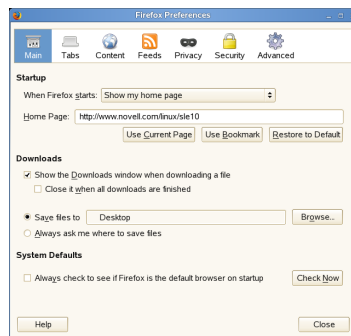 Firefox Preferences
Main Tabs Content Feeds Privacy Security Advanced
Startup
When Firefox starts: Show my home page
Home Page: http://www.novell.com/linux/sle10
Use Current Page Use Bookmark Restore to Default
Downloads
Show the Downloads window when downloading a file
Close it when all downloads are finished
Save files to Desktop Browse...
Always ask me where to save files
System Defaults
Always check to see if Firefox is the default browser on startup Check Now
Help Close